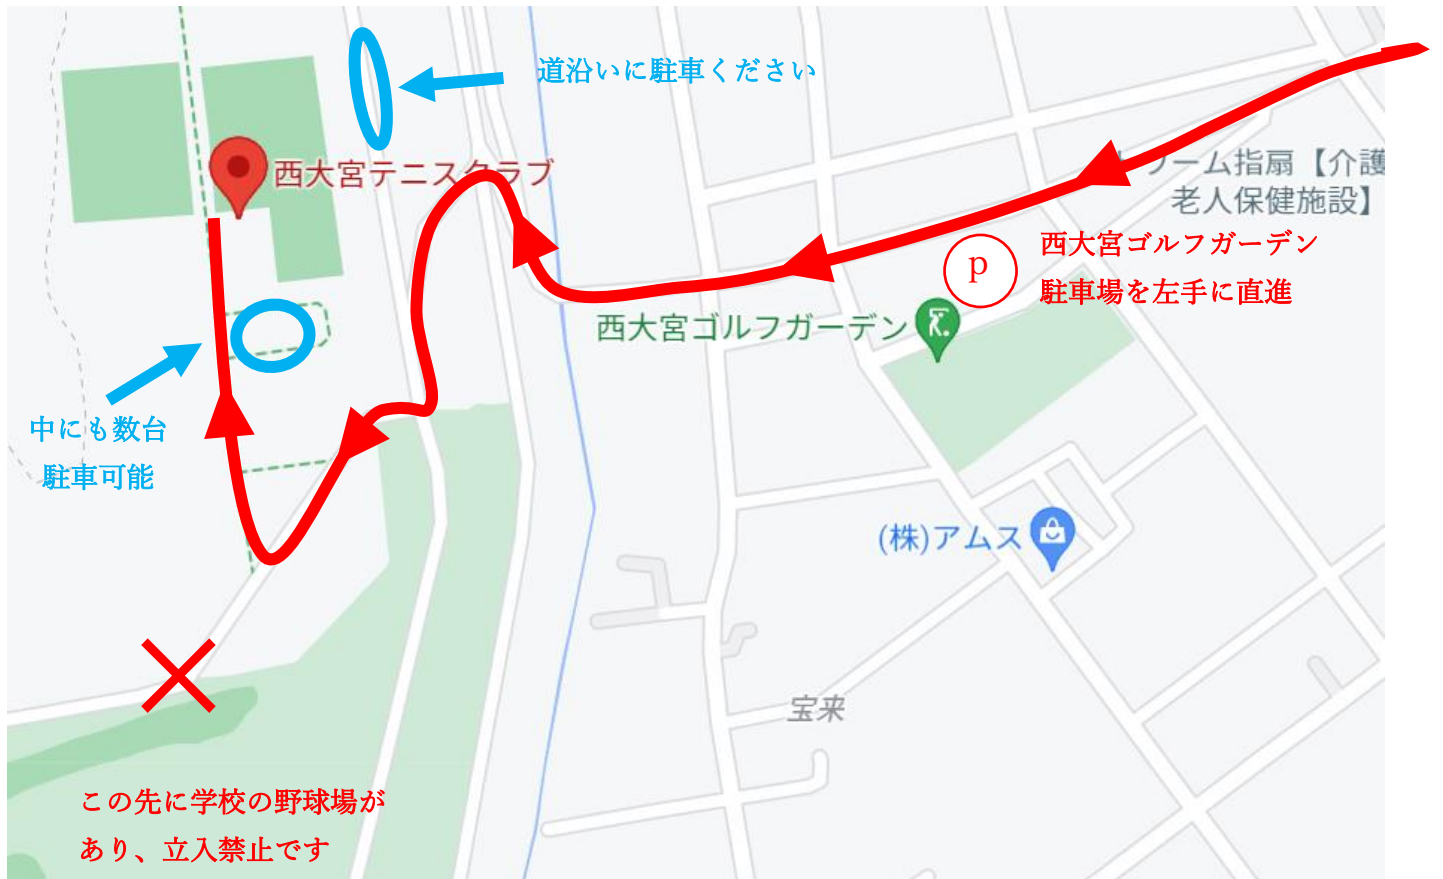 道沿いに駐車ください
西大宮テニスクラブ
ーム指扇【介護
老人保健施設】
p
西大宮ゴルフガーデン
駐車場を左手に直進
西大宮ゴルフガーデン
中にも数台
駐車可能
(株)アムス
宝来
この先に学校の野球場が
あり、立入禁止です